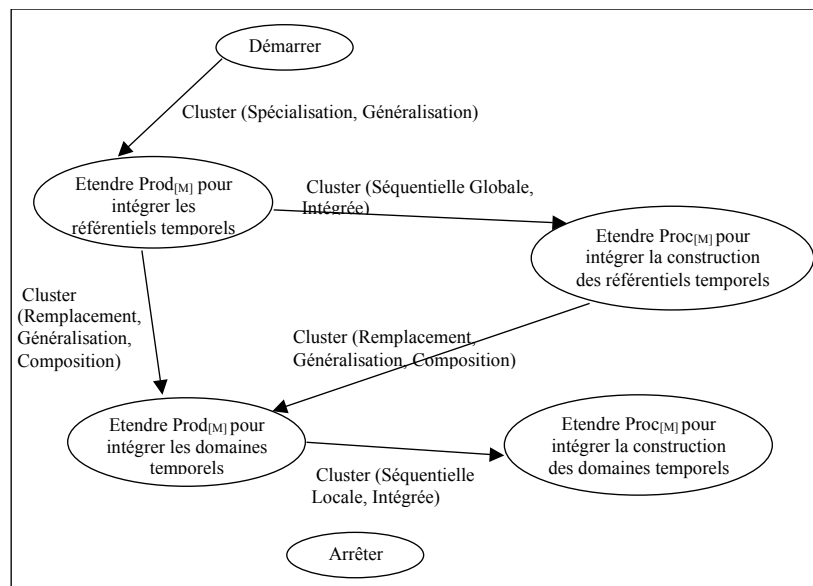 Démarrer
Cluster (Spécialisation, Généralisation)
Etendre Prod[M] pour
intégrer les
référentiels temporels
Cluster (Séquentielle Globale,
Intégrée)
Etendre Proc[M] pour
intégrer la construction
des référentiels temporels
Cluster
(Remplacement,
Généralisation,
Composition)
Cluster (Remplacement,
Généralisation, Composition)
Etendre Prod[M] pour
intégrer les domaines
temporels
Etendre Proc[M] pour
intégrer la construction
des domaines temporels
Cluster (Séquentielle
Locale, Intégrée)
Arrêter